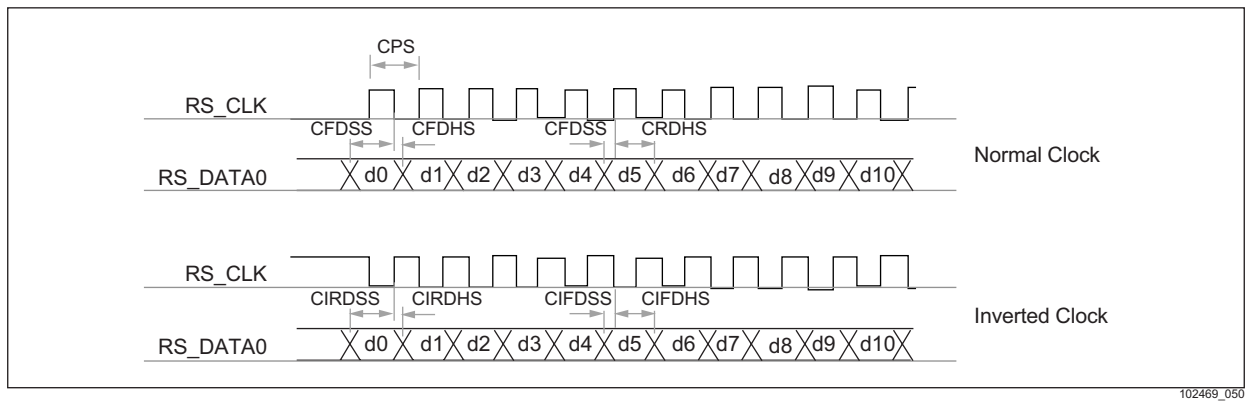 CPS
RS_CLK
CFDSS CFDHS CFDSS CRDHS
Normal Clock
RS_DATA0 d0 d1 d2 d3 d4 d5 d6 d7 d8 d9 d10
RS_CLK
CIRDSS CIRDHS CIFDSS CIFDHS
Inverted Clock
RS_DATA0 d0 d1 d2 d3 d4 d5 d6 d7 d8 d9 d10
102469_050